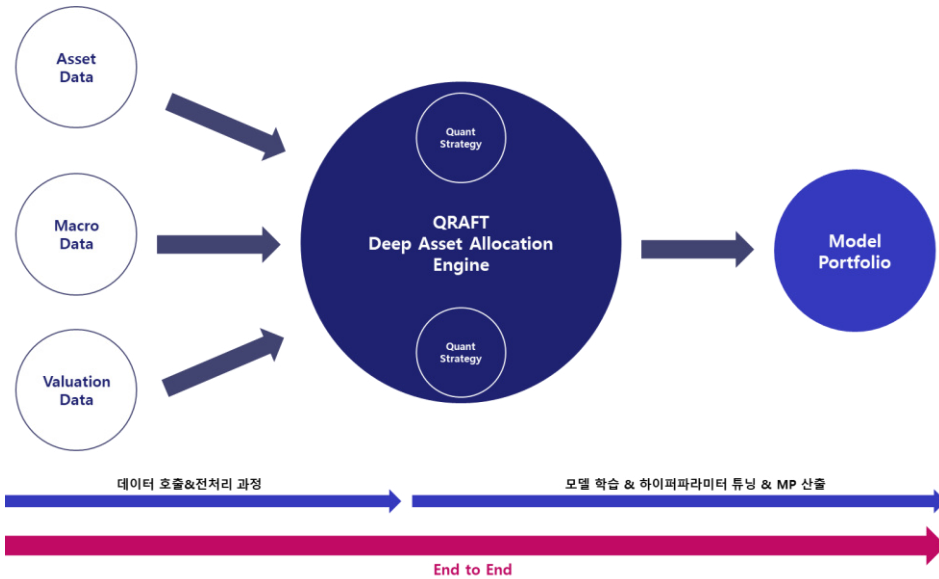 Asset
Data
Macro
Data
Valuation
Data
Quant
Strategy
QRAFT
Deep Asset Allocation
Engine
Quant
Strategy
Model
Portfolio
데이터 호출&전처리 과정
모델 학습 & 하이퍼파라미터 튜닝 & MP 산출
End to End